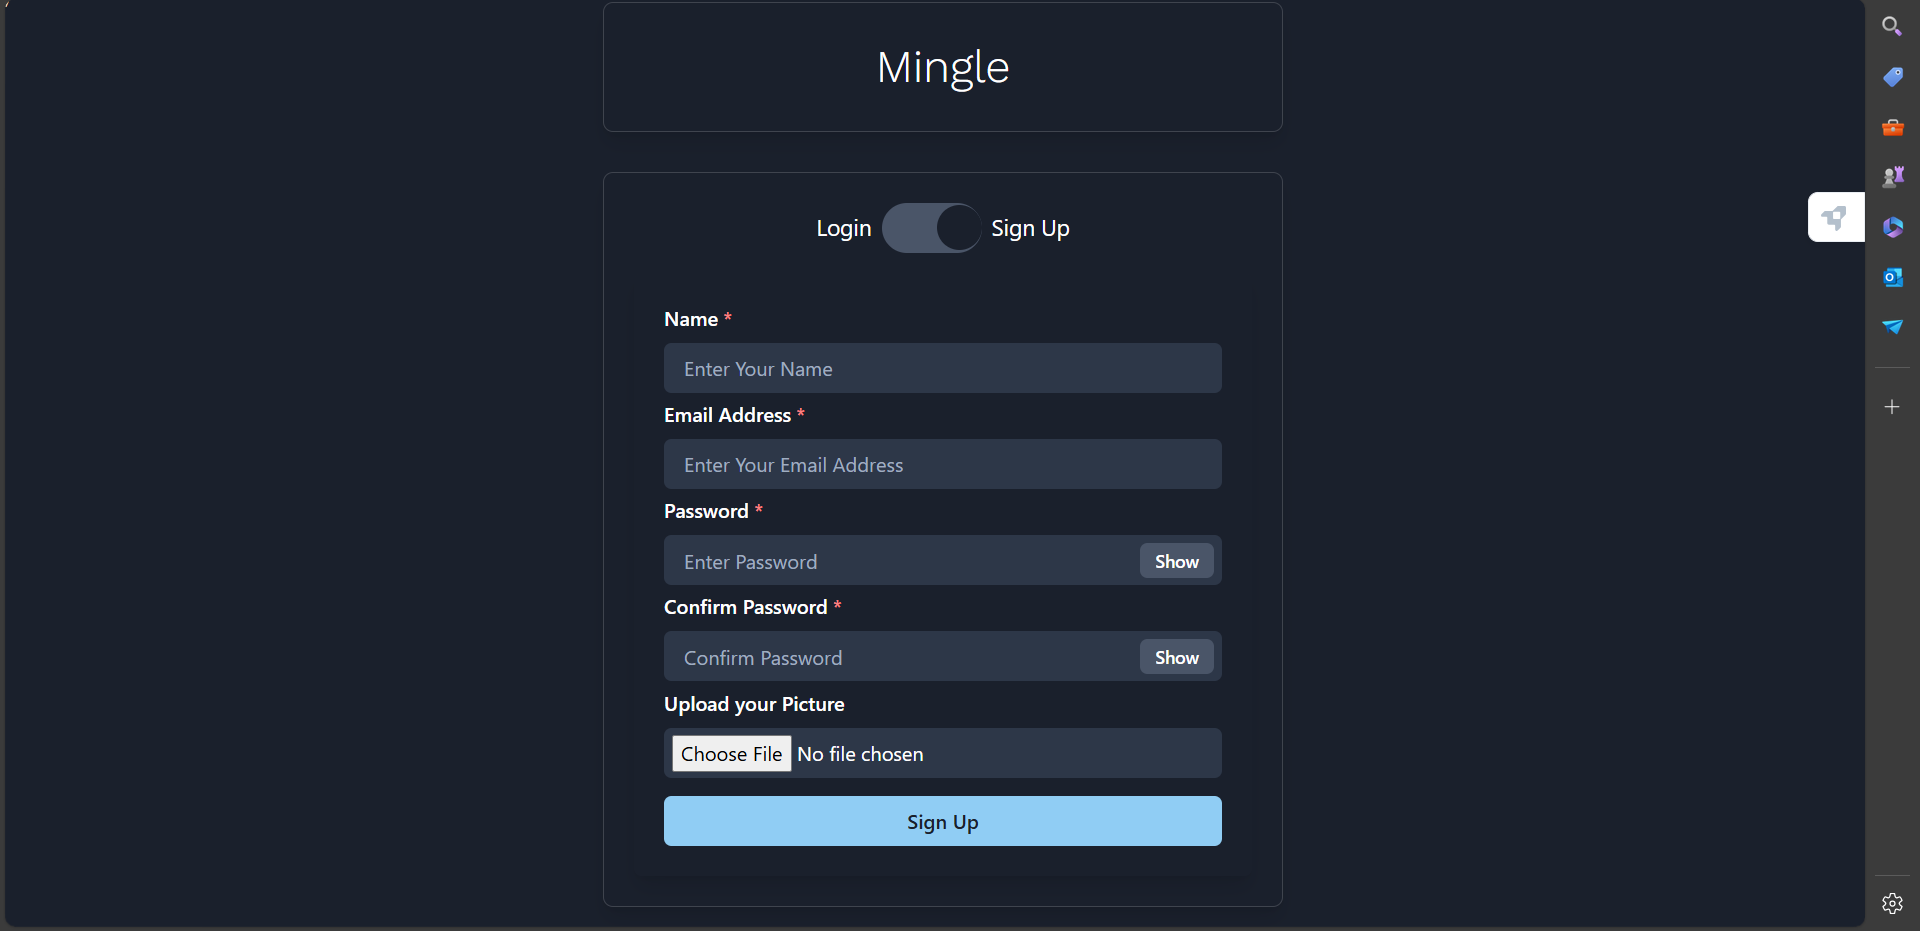 Mingle
Login Sign Up
Name *
Enter Your Name
Email Address *
Enter Your Email Address
Password *
Enter Password Show
Confirm Password *
Confirm Password Show
Upload your Picture
Choose File No file chosen
Sign Up